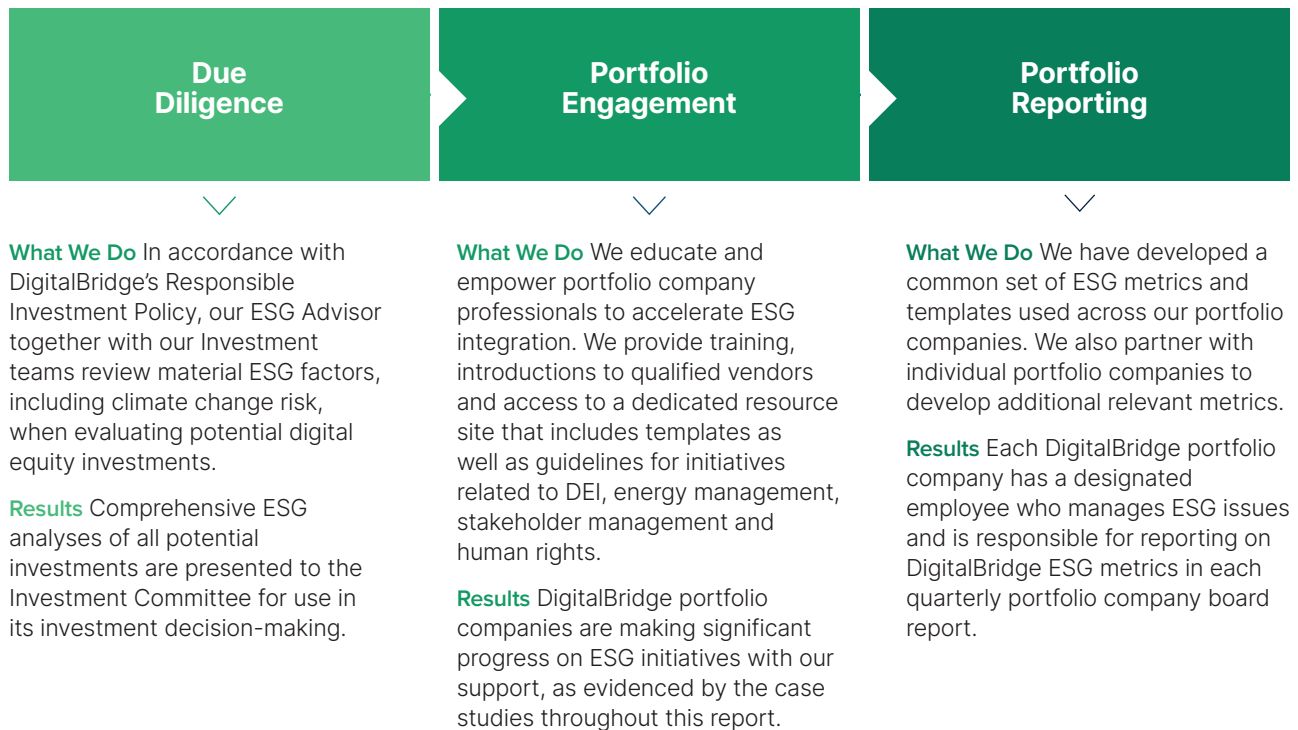 Due
Diligence
Portfolio
Engagement
Portfolio
Reporting
What We Do In accordance with
DigitalBridge’s Responsible
Investment Policy, our ESG Advisor
together with our Investment
teams review material ESG factors,
including climate change risk,
when evaluating potential digital
equity investments.
Results Comprehensive ESG
analyses of all potential
investments are presented to the
Investment Committee for use in
its investment decision-making.
What We Do We educate and
empower portfolio company
professionals to accelerate ESG
integration. We provide training,
introductions to qualified vendors
and access to a dedicated resource
site that includes templates as
well as guidelines for initiatives
related to DEI, energy management,
stakeholder management and
human rights.
Results DigitalBridge portfolio
companies are making significant
progress on ESG initiatives with our
support, as evidenced by the case
studies throughout this report.
What We Do We have developed a
common set of ESG metrics and
templates used across our portfolio
companies. We also partner with
individual portfolio companies to
develop additional relevant metrics.
Results Each DigitalBridge portfolio
company has a designated
employee who manages ESG issues
and is responsible for reporting on
DigitalBridge ESG metrics in each
quarterly portfolio company board
report.